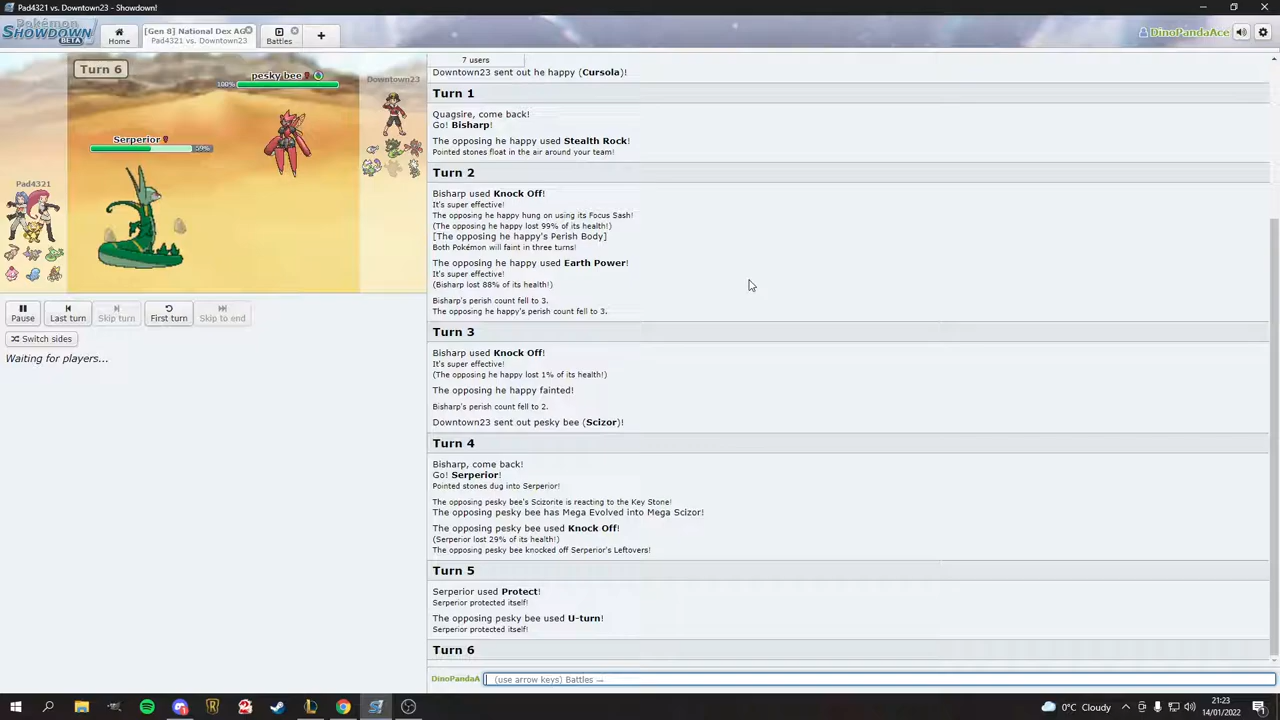 Pad4321 vs. Downtown23 - Showdown!
Pokémon
SHOWDOWN
BETA
Home
[Gen 8] National Dex AG
Pad4321 vs. Downtown23
Battles
DinoPandaAce
Turn 6
pesky bee
100%
Downtown23
Serperior
59%
Pad4321
Pause
Last turn
Skip turn
First turn
Skip to end
Switch sides
Waiting for players...
7 users
Downtown23 sent out he happy (Cursola)!
Turn 1
Quagsire, come back!
Go! Bisharp!
The opposing he happy used Stealth Rock!
Pointed stones float in the air around your team!
Turn 2
Bisharp used Knock Off!
It's super effective!
The opposing he happy hung on using its Focus Sash!
(The opposing he happy lost 99% of its health!)
[The opposing he happy's Perish Body]
Both Pokémon will faint in three turns!
The opposing he happy used Earth Power!
It's super effective!
(Bisharp lost 88% of its health!)
Bisharp's perish count fell to 3.
The opposing he happy's perish count fell to 3.
Turn 3
Bisharp used Knock Off!
It's super effective!
(The opposing he happy lost 1% of its health!)
The opposing he happy fainted!
Bisharp's perish count fell to 2.
Downtown23 sent out pesky bee (Scizor)!
Turn 4
Bisharp, come back!
Go! Serperior!
Pointed stones dug into Serperior!
The opposing pesky bee's Scizorite is reacting to the Key Stone!
The opposing pesky bee has Mega Evolved into Mega Scizor!
The opposing pesky bee used Knock Off!
(Serperior lost 29% of its health!)
The opposing pesky bee knocked off Serperior's Leftovers!
Turn 5
Serperior used Protect!
Serperior protected itself!
The opposing pesky bee used U-turn!
Serperior protected itself!
Turn 6
DinoPandaA
(use arrow keys) Battles →
0°C Cloudy
21:23
14/01/2022